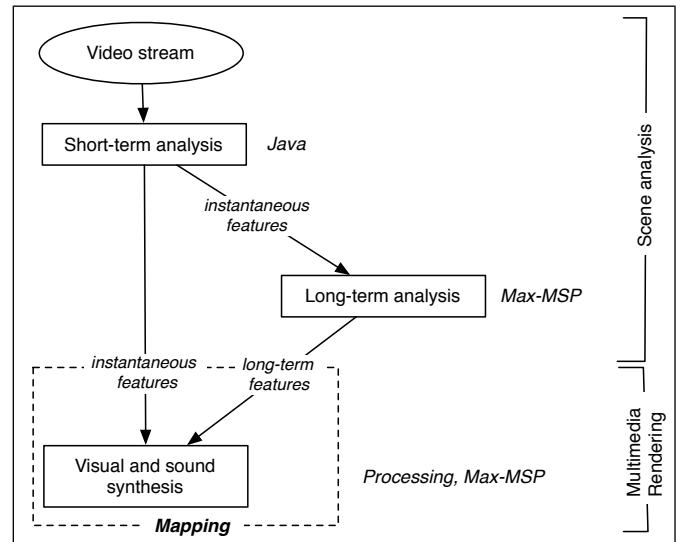 Video stream
Short-term analysis
Java
instantaneous
features
Long-term analysis
Max-MSP
Scene analysis
instantaneous
features
long-term
features
Visual and sound
synthesis
Processing, Max-MSP
Mapping
Multimedia
Rendering